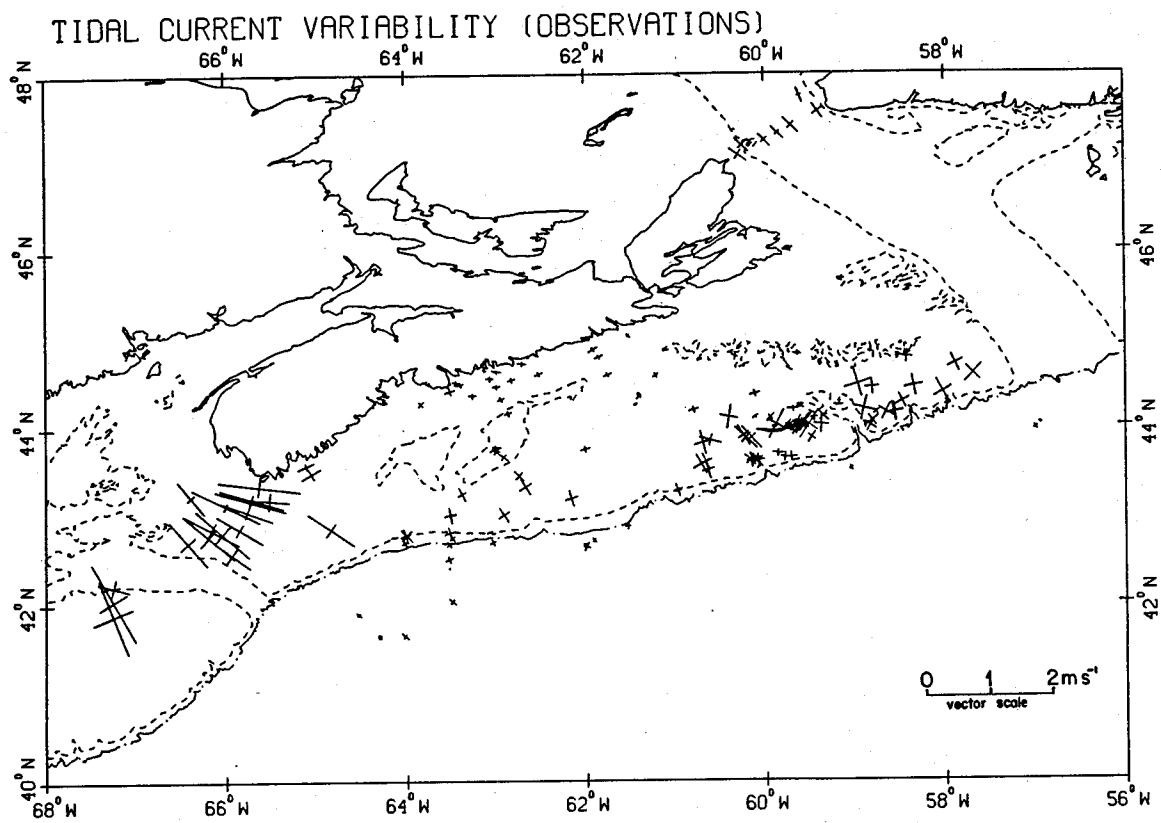 TIDAL CURRENT VARIABILITY (OBSERVATIONS)
66°W 64°W 62°W 60°W 58°W
48°N
46°N 46°N
44°N 44°N
42°N 42°N
0 1 2ms⁻¹
vector scale
40°N
68°W 66°W 64°W 62°W 60°W 58°W 56°W